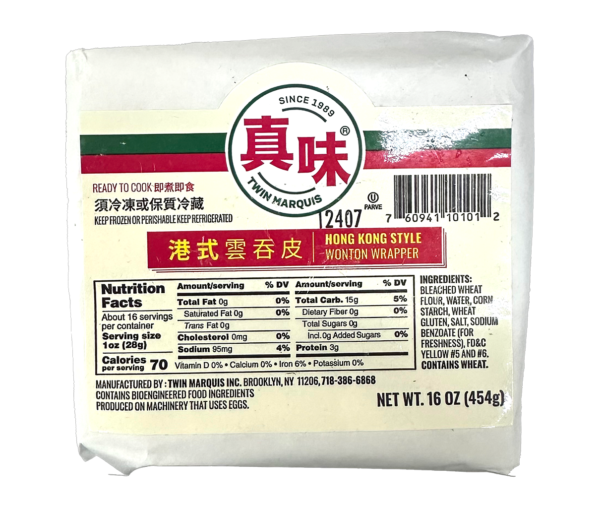 SINCE 1989
真味®
TWIN MARQUIS
READY TO COOK 即煮即食
須冷凍或保質冷藏
KEEP FROZEN OR PERISHABLE KEEP REFRIGERATED
U
PARVE
12407
7 60941 10101 2
港式雲吞皮
HONG KONG STYLE
WONTON WRAPPER
Nutrition
Facts
About 16 servings
per container
Serving size
1oz (28g)
Calories
per serving 70
Amount/serving % DV
Total Fat 0g 0%
Saturated Fat 0g 0%
Trans Fat 0g
Cholesterol 0mg 0%
Sodium 95mg 4%
Amount/serving % DV
Total Carb. 15g 5%
Dietary Fiber 0g 0%
Total Sugars 0g
Incl. 0g Added Sugars 0%
Protein 3g
Vitamin D 0% • Calcium 0% • Iron 6% • Potassium 0%
INGREDIENTS:
BLEACHED WHEAT
FLOUR, WATER, CORN
STARCH, WHEAT
GLUTEN, SALT, SODIUM
BENZOATE (FOR
FRESHNESS), FD&C
YELLOW #5 AND #6.
CONTAINS WHEAT.
MANUFACTURED BY : TWIN MARQUIS INC. BROOKLYN, NY 11206, 718-386-6868
CONTAINS BIOENGINEERED FOOD INGREDIENTS
PRODUCED ON MACHINERY THAT USES EGGS.
NET WT. 16 OZ (454g)